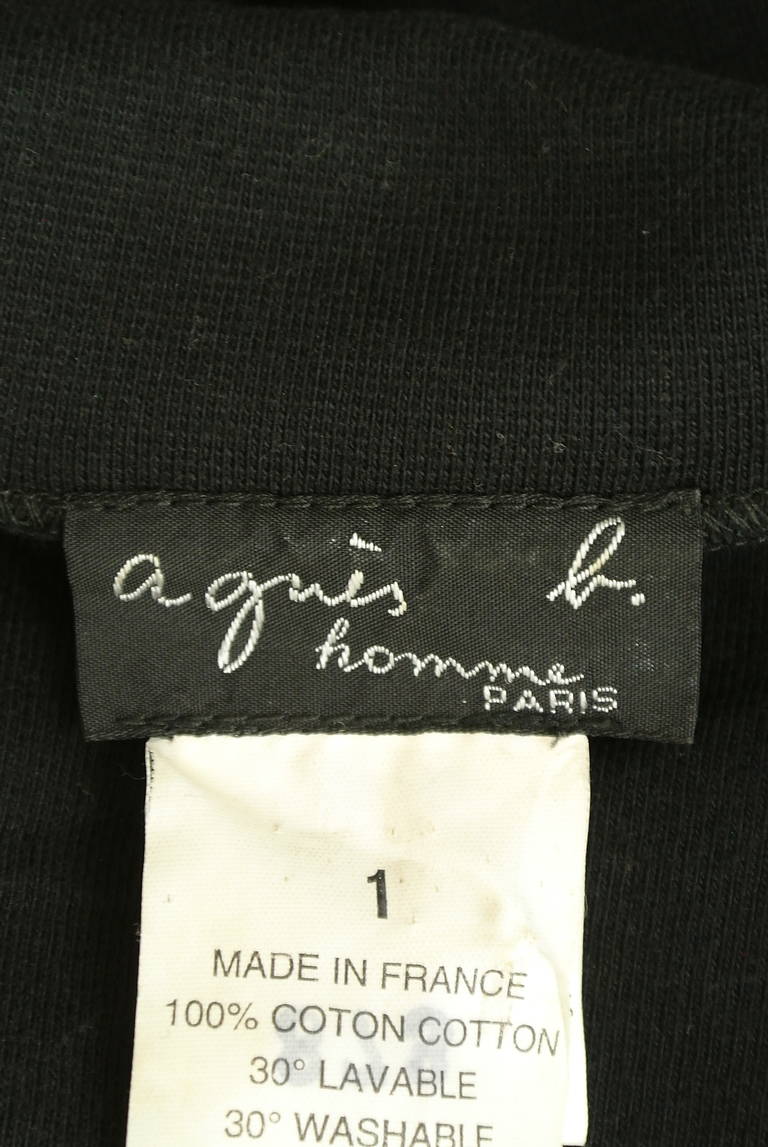 agnès b.
homme
PARIS
1
MADE IN FRANCE
100% COTON COTTON
30° LAVABLE
30° WASHABLE